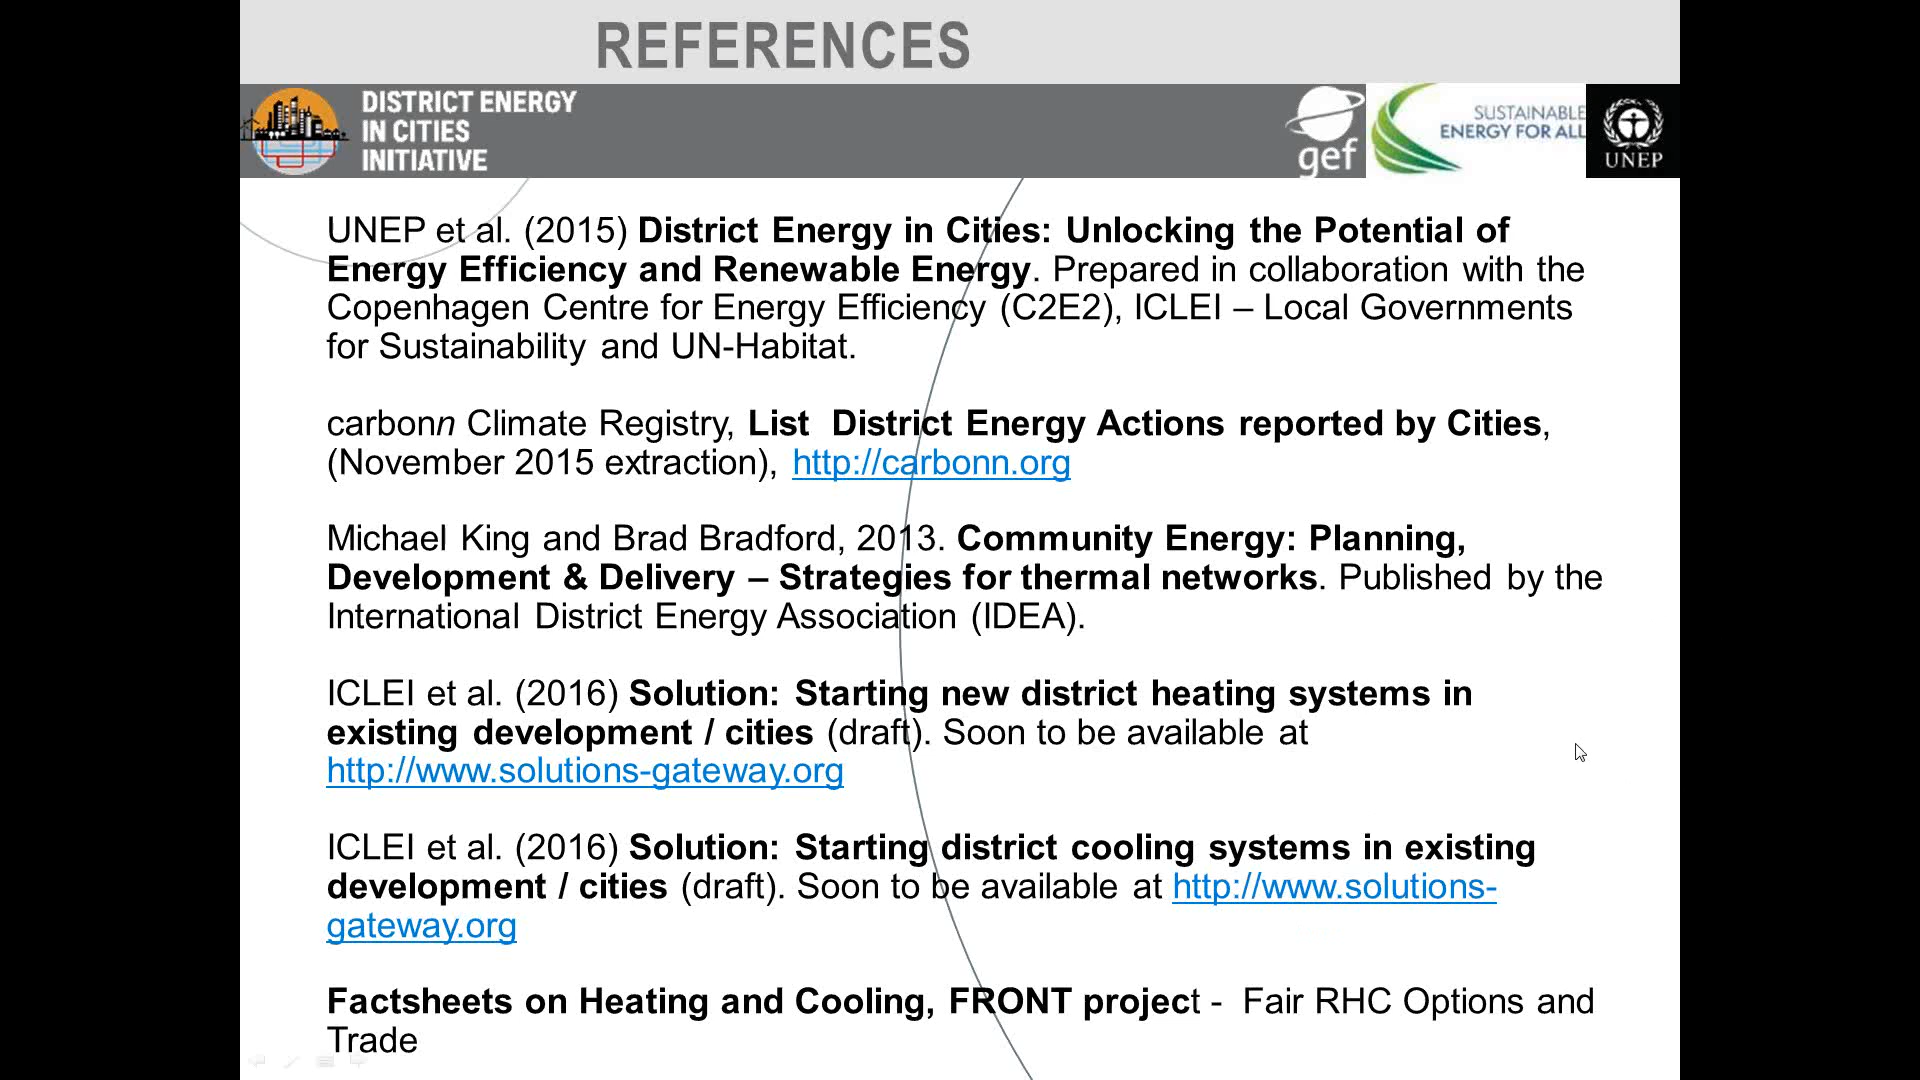 REFERENCES
DISTRICT ENERGY
IN CITIES
INITIATIVE
gef
SUSTAINABLE
ENERGY FOR ALL
UNEP
UNEP et al. (2015) District Energy in Cities: Unlocking the Potential of
Energy Efficiency and Renewable Energy. Prepared in collaboration with the
Copenhagen Centre for Energy Efficiency (C2E2), ICLEI – Local Governments
for Sustainability and UN-Habitat.
carbonn Climate Registry, List District Energy Actions reported by Cities,
(November 2015 extraction), http://carbonn.org
Michael King and Brad Bradford, 2013. Community Energy: Planning,
Development & Delivery – Strategies for thermal networks. Published by the
International District Energy Association (IDEA).
ICLEI et al. (2016) Solution: Starting new district heating systems in
existing development / cities (draft). Soon to be available at
http://www.solutions-gateway.org
ICLEI et al. (2016) Solution: Starting district cooling systems in existing
development / cities (draft). Soon to be available at http://www.solutions-
gateway.org
Factsheets on Heating and Cooling, FRONT project - Fair RHC Options and
Trade